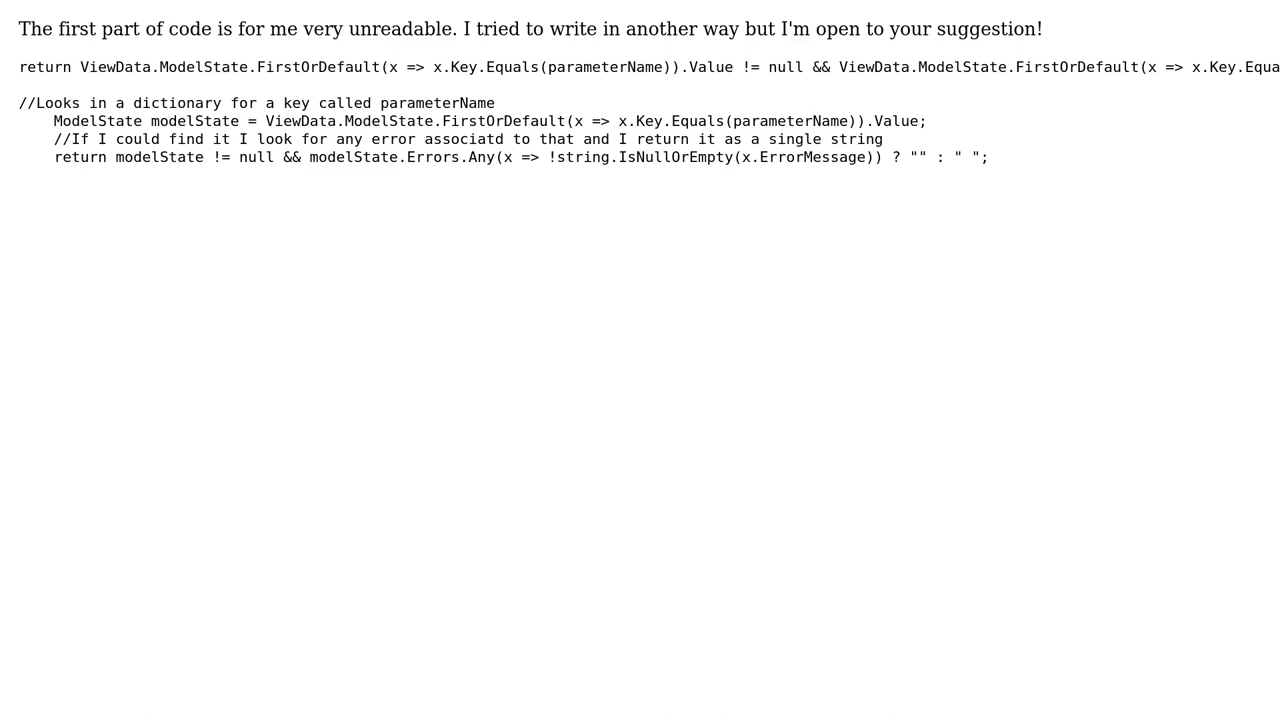 The first part of code is for me very unreadable. I tried to write in another way but I'm open to your suggestion!
return ViewData.ModelState.FirstOrDefault(x => x.Key.Equals(parameterName)).Value != null && ViewData.ModelState.FirstOrDefault(x => x.Key.Equa
//Looks in a dictionary for a key called parameterName
ModelState modelState = ViewData.ModelState.FirstOrDefault(x => x.Key.Equals(parameterName)).Value;
//If I could find it I look for any error associatd to that and I return it as a single string
return modelState != null && modelState.Errors.Any(x => !string.IsNullOrEmpty(x.ErrorMessage)) ? "" : " ";